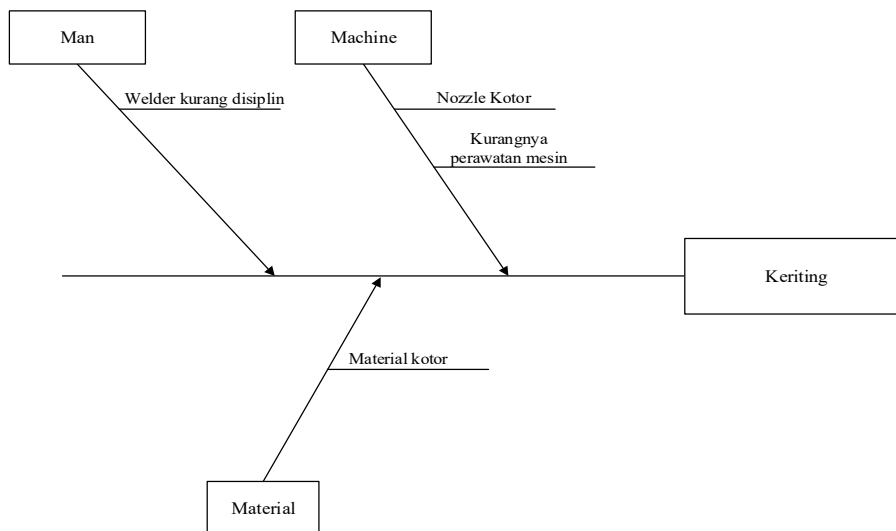 Man
Machine
Welder kurang disiplin
Nozzle Kotor
Kurangnya
perawatan mesin
Keriting
Material kotor
Material